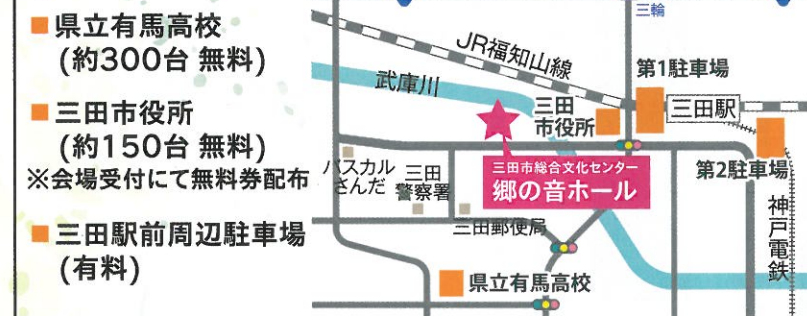 ■県立有馬高校
(約300台 無料)
■三田市役所
(約150台 無料)
※会場受付にて無料券配布
■三田駅前周辺駐車場
(有料)
三輪
JR福知山線
第1駐車場
武庫川
三田
市役所
三田駅
パスカル
さんだ
三田
警察署
三田市総合文化センター
郷の音ホール
第2駐車場
三田郵便局
神戸電鉄
県立有馬高校